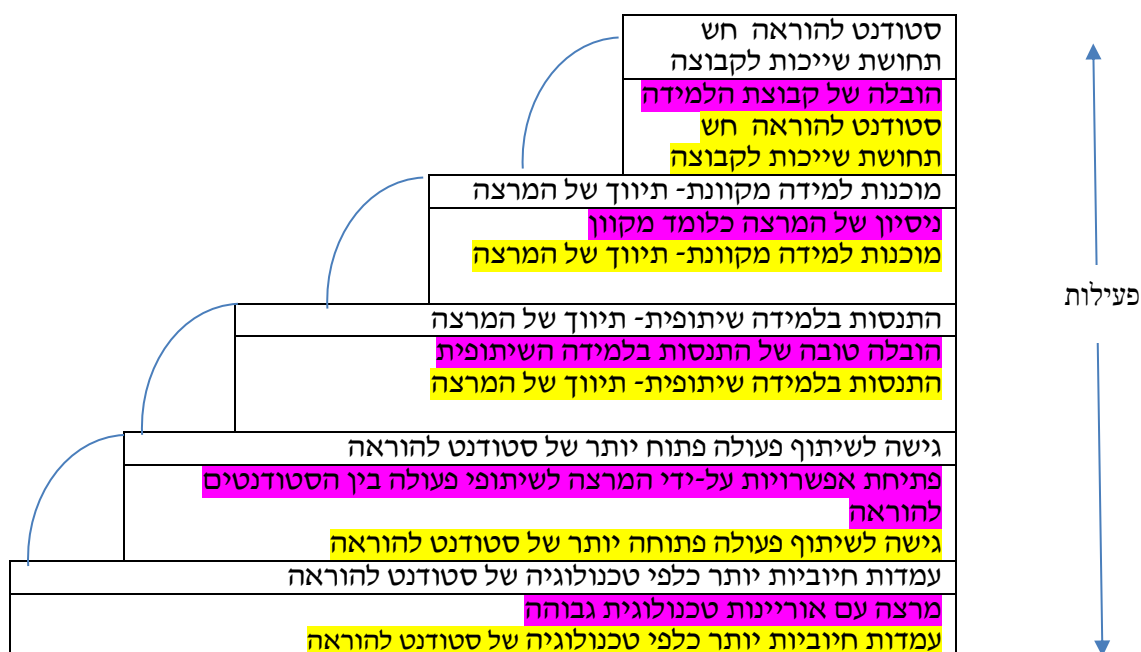 סטודנט להוראה  חש
תחושת שייכות לקבוצה
הובלה של קבוצת הלמידה
סטודנט להוראה  חש
תחושת שייכות לקבוצה
מוכנות למידה מקוונת- תיווך של המרצה
ניסיון של המרצה כלומד מקוון
מוכנות למידה מקוונת- תיווך של המרצה
פעילות
התנסות בלמידה שיתופית- תיווך של המרצה
הובלה טובה של התנסות בלמידה השיתופית
התנסות בלמידה שיתופית- תיווך של המרצה
גישה לשיתוף פעולה פתוח יותר של סטודנט להוראה
פתיחת אפשרויות על-ידי המרצה לשיתופי פעולה בין הסטודנטים
להוראה
גישה לשיתוף פעולה פתוחה יותר של סטודנט להוראה
עמדות חיוביות יותר כלפי טכנולוגיה של סטודנט להוראה
מרצה עם אוריינות טכנולוגית גבוהה
עמדות חיוביות יותר כלפי טכנולוגיה של סטודנט להוראה